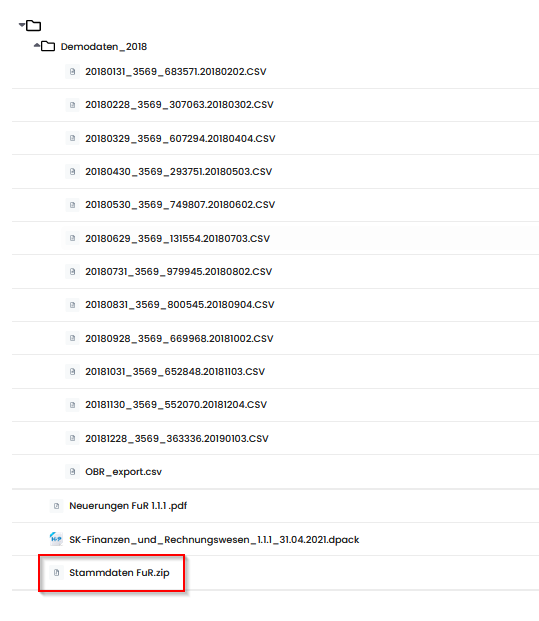 Demodaten_2018
20180131_3569_683571.20180202.CSV
20180228_3569_307063.20180302.CSV
20180329_3569_607294.20180404.CSV
20180430_3569_293751.20180503.CSV
20180530_3569_749807.20180602.CSV
20180629_3569_131554.20180703.CSV
20180731_3569_979945.20180802.CSV
20180831_3569_800545.20180904.CSV
20180928_3569_669968.20181002.CSV
20181031_3569_652848.20181103.CSV
20181130_3569_552070.20181204.CSV
20181228_3569_363336.20190103.CSV
OBR_export.csv
Neuerungen FuR 1.1.1 .pdf
SK-Finanzen_und_Rechnungswesen_1.1.1_31.04.2021.dpack
Stammdaten FuR.zip